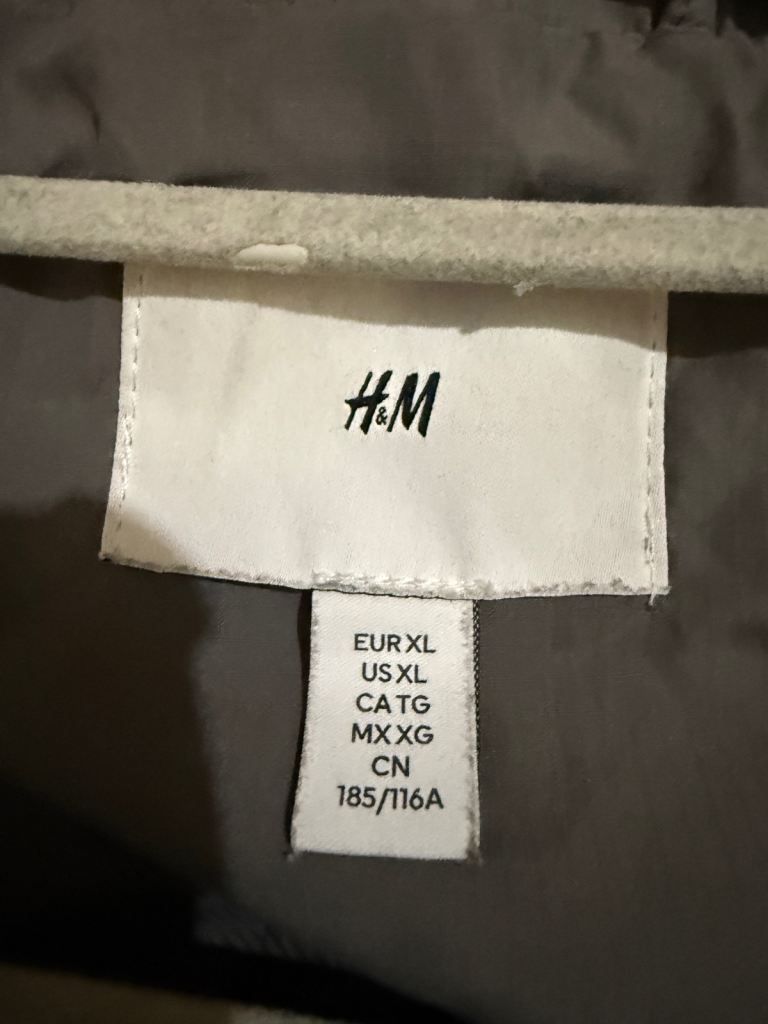 H&M
EUR XL
US XL
CA TG
MX XG
CN
185/116A